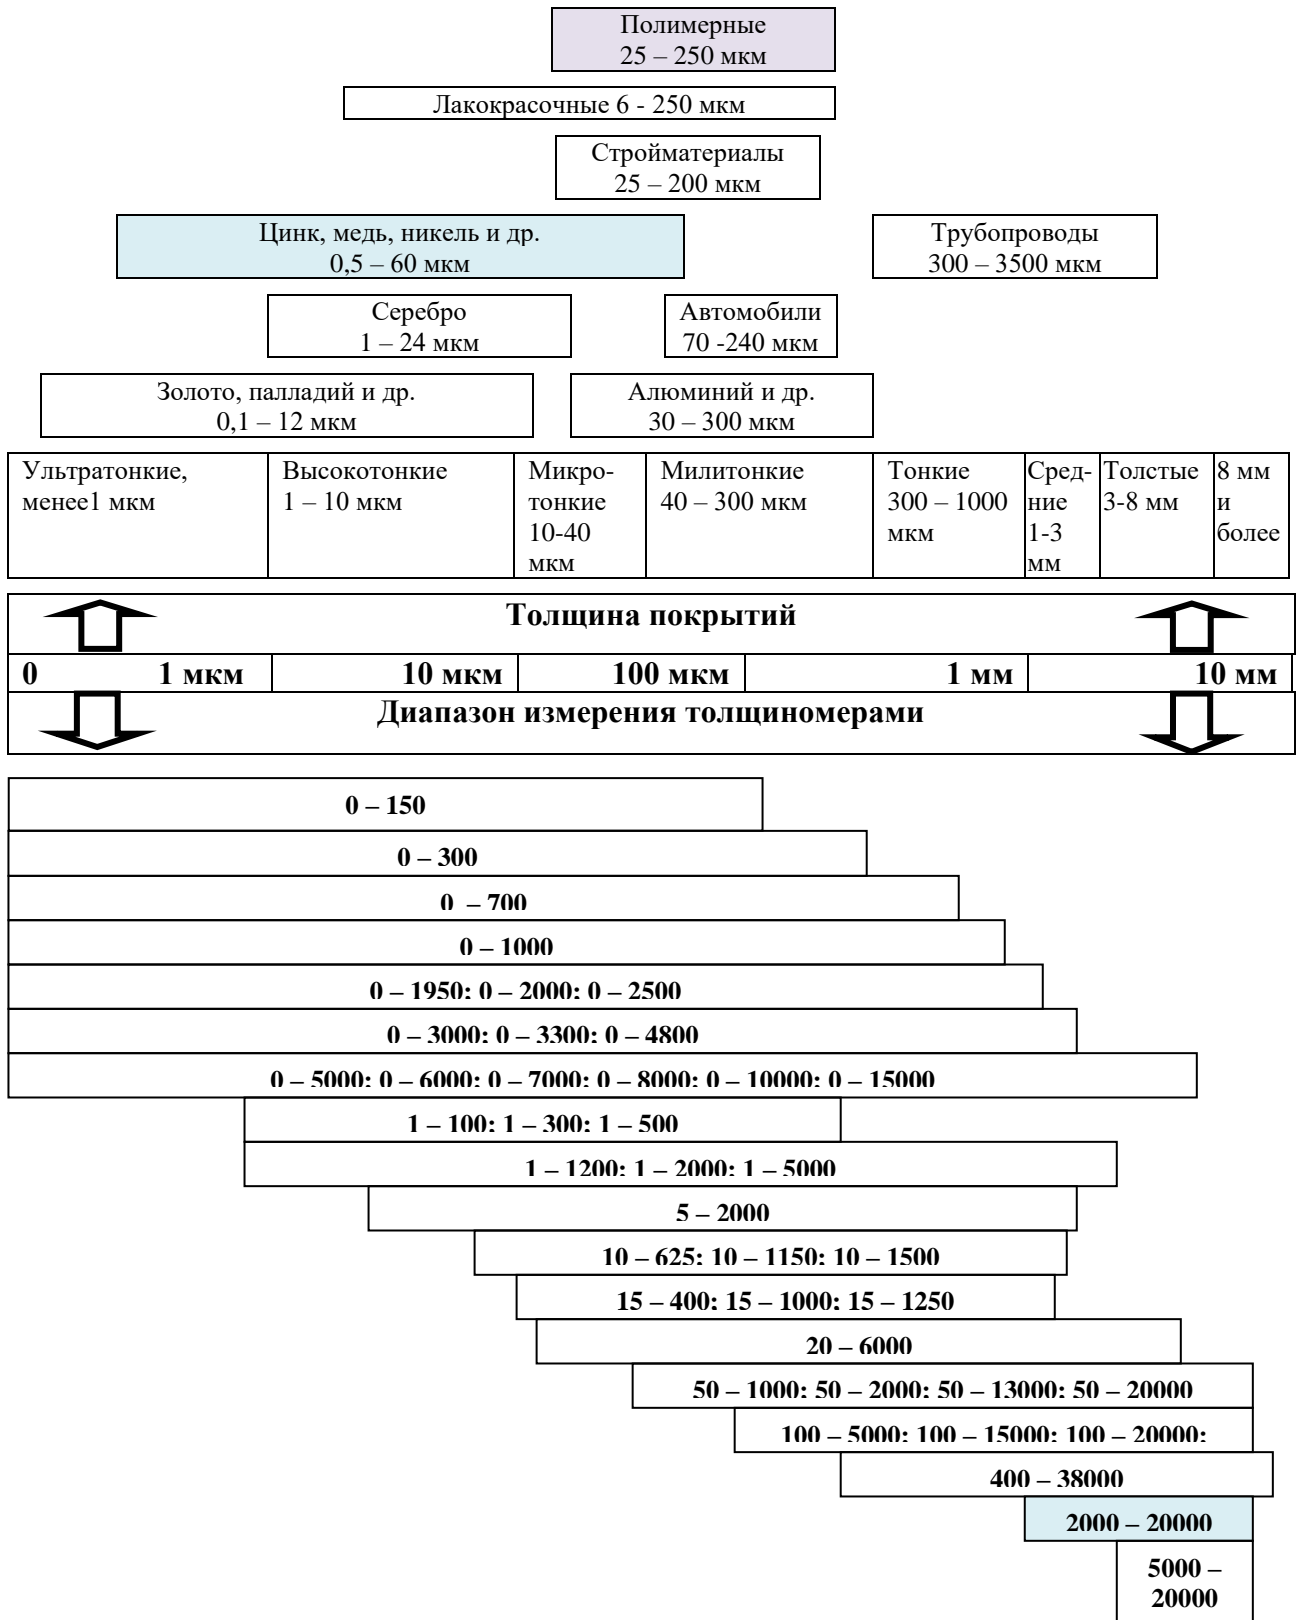 Полимерные
25 – 250 мкм
Лакокрасочные 6 - 250 мкм
Стройматериалы
25 – 200 мкм
Цинк, медь, никель и др.
0,5 – 60 мкм
Трубопроводы
300 – 3500 мкм
Серебро
1 – 24 мкм
Автомобили
70 -240 мкм
Золото, палладий и др.
0,1 – 12 мкм
Алюминий и др.
30 – 300 мкм
Ультратонкие,
менее1 мкм
Высокотонкие
1 – 10 мкм
Микро-
тонкие
10-40
мкм
Милитонкие
40 – 300 мкм
Тонкие
300 – 1000
мкм
Сред-
ние
1-3
мм
Толстые
3-8 мм
8 мм
и
более
Толщина покрытий
0 1 мкм 10 мкм 100 мкм 1 мм 10 мм
Диапазон измерения толщиномерами
0 – 150
0 – 300
0 – 700
0 – 1000
0 – 1950; 0 – 2000; 0 – 2500
0 – 3000; 0 – 3300; 0 – 4800
0 – 5000; 0 – 6000; 0 – 7000; 0 – 8000; 0 – 10000; 0 – 15000
1 – 100; 1 – 300; 1 – 500
1 – 1200; 1 – 2000; 1 – 5000
5 – 2000
10 – 625; 10 – 1150; 10 – 1500
15 – 400; 15 – 1000; 15 – 1250
20 – 6000
50 – 1000; 50 – 2000; 50 – 13000; 50 – 20000
100 – 5000; 100 – 15000; 100 – 20000;
400 – 38000
2000 – 20000
5000 –
20000